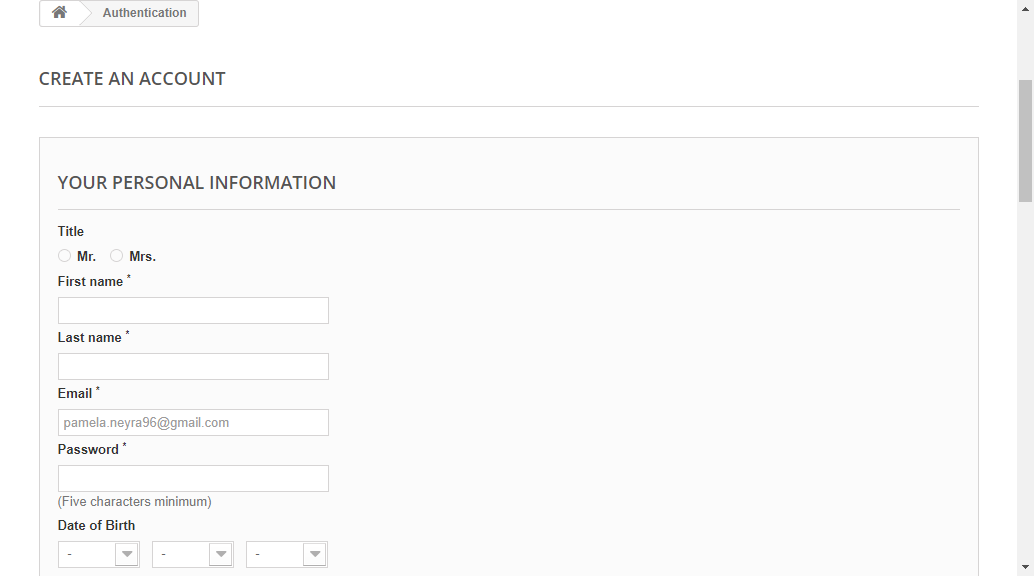 Authentication
CREATE AN ACCOUNT
YOUR PERSONAL INFORMATION
Title
Mr. Mrs.
First name *
Last name *
Email *
pamela.neyra96@gmail.com
Password *
(Five characters minimum)
Date of Birth
- - -